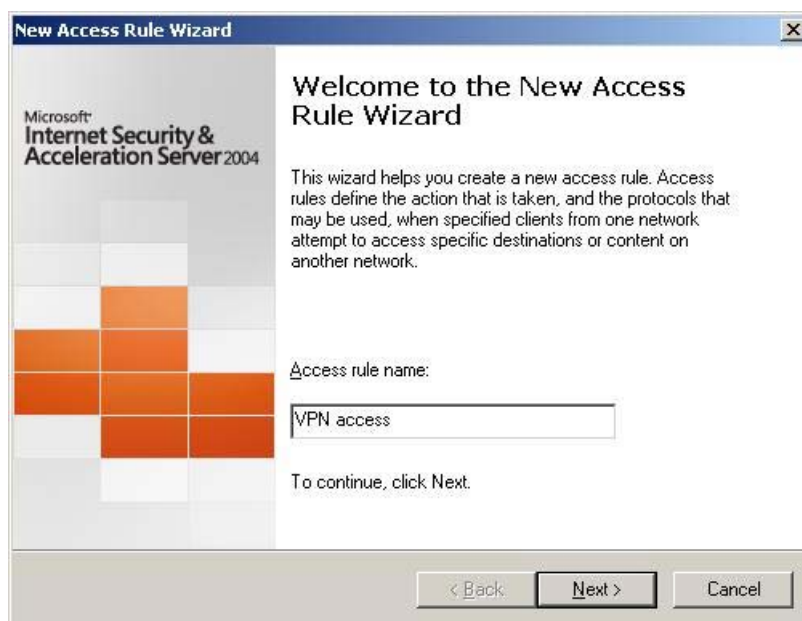 New Access Rule Wizard
Microsoft
Internet Security &
Acceleration Server 2004
Welcome to the New Access
Rule Wizard
This wizard helps you create a new access rule. Access
rules define the action that is taken, and the protocols that
may be used, when specified clients from one network
attempt to access specific destinations or content on
another network.
Access rule name:
VPN access
To continue, click Next.
< Back
Next >
Cancel